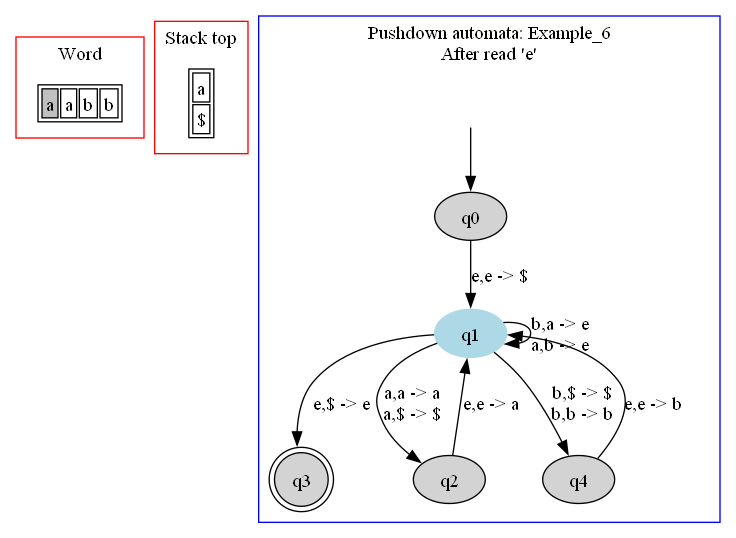 Word
a a b b
Stack top
a
$
Pushdown automata: Example_6
After read 'e'
q0
e,e -> $
q1
b,a -> e
a,b -> e
e,$ -> e
a,a -> a
a,$ -> $
e,e -> a
b,$ -> $
b,b -> b
e,e -> b
q3
q2
q4